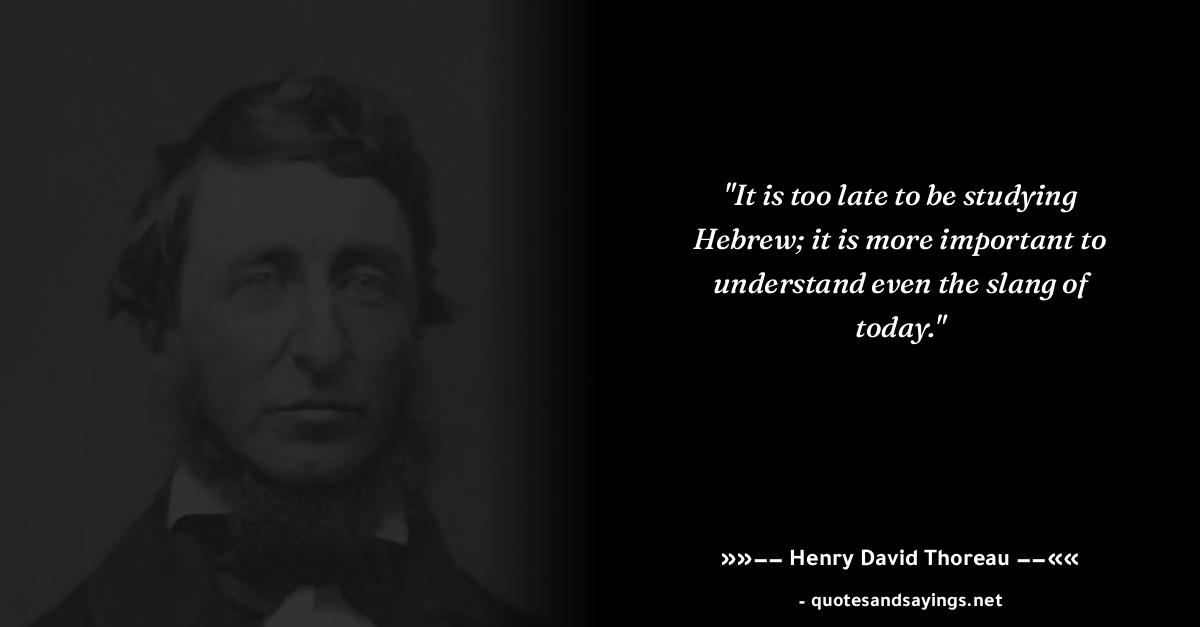 "It is too late to be studying
Hebrew; it is more important to
understand even the slang of
today."
»»−− Henry David Thoreau −−««
- quotesandsayings.net